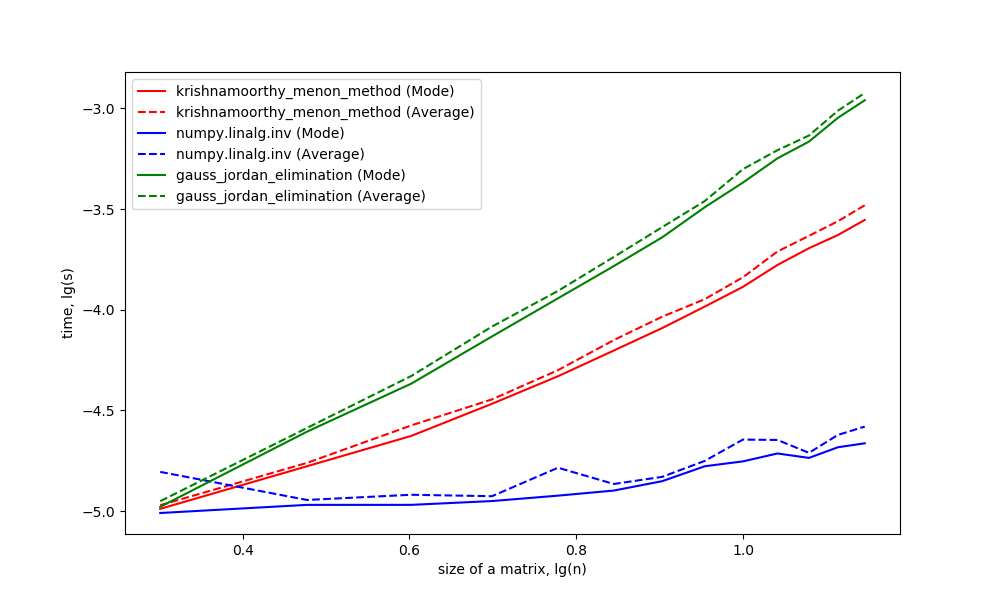 krishnamoorthy_menon_method (Mode)
krishnamoorthy_menon_method (Average)
numpy.linalg.inv (Mode)
numpy.linalg.inv (Average)
gauss_jordan_elimination (Mode)
gauss_jordan_elimination (Average)
time, lg(s)
−3.0
−3.5
−4.0
−4.5
−5.0
0.4 0.6 0.8 1.0
size of a matrix, lg(n)